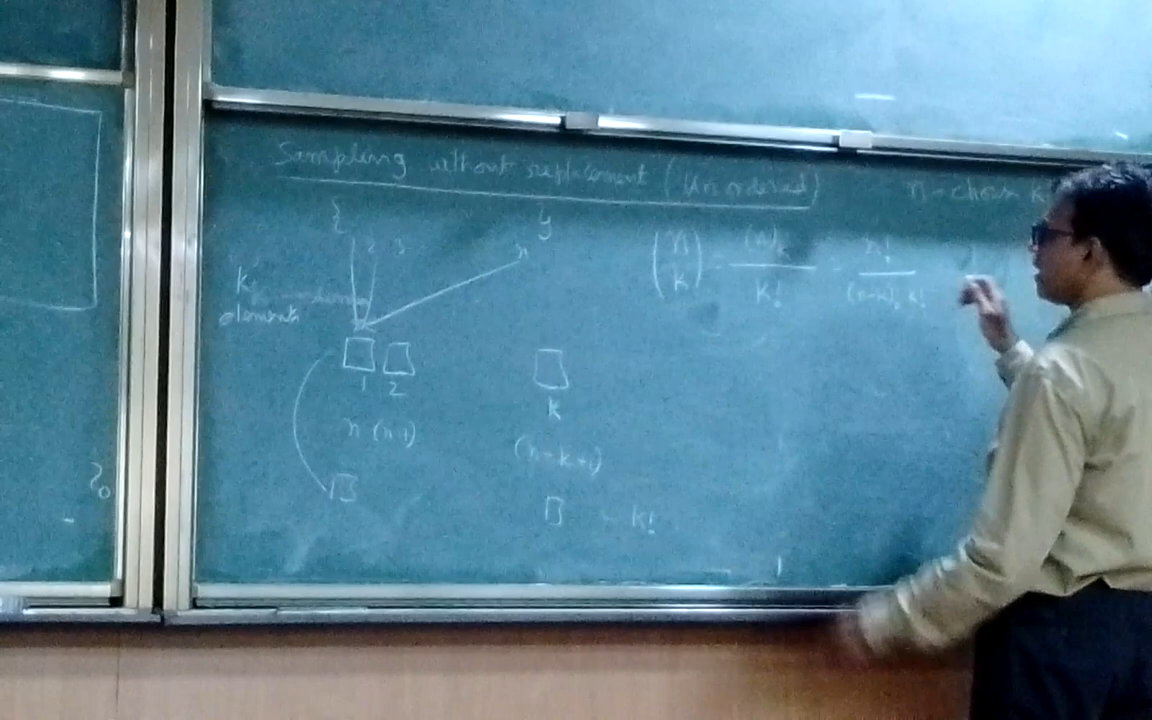 Sampling without replacement (Unordered)
n-choose k
{ 1 2 3 n }
(n k) = (n)k / k! = n! / (n-k)! k!
k
elements
1 2 k
n (n-1) (n-k+1)
k!